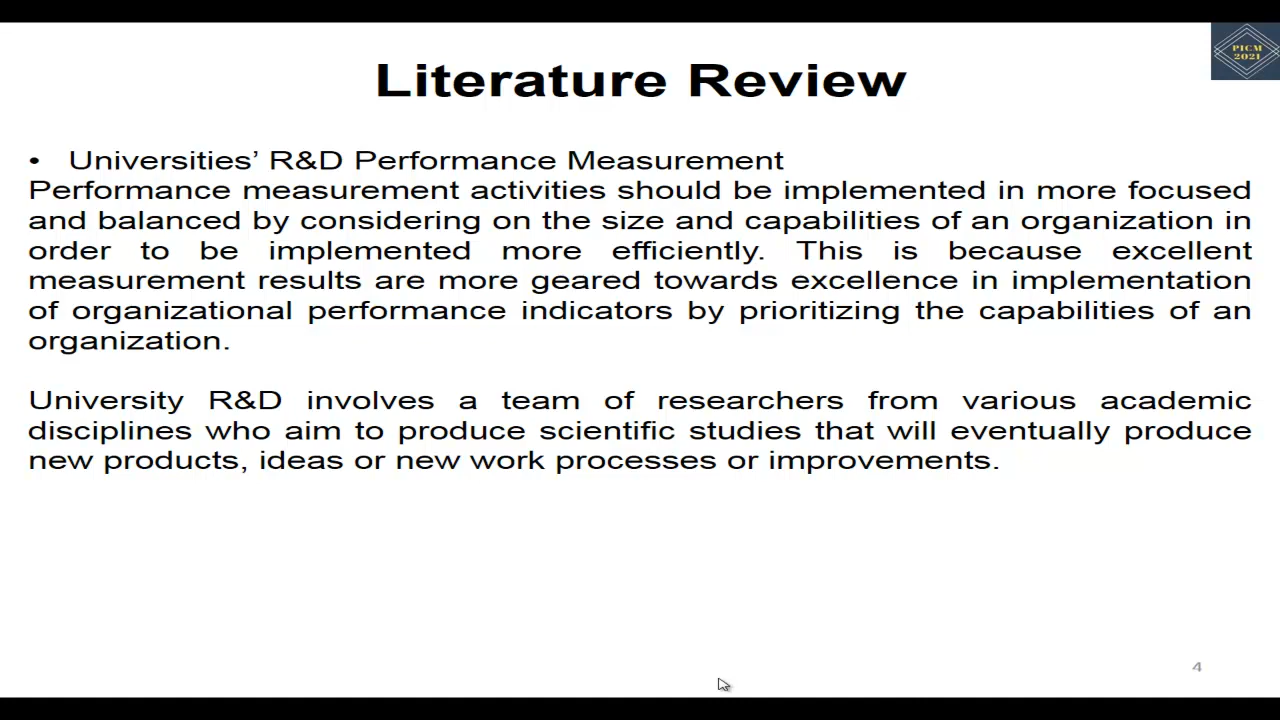 PICM
2021
Literature Review
• Universities’ R&D Performance Measurement
Performance measurement activities should be implemented in more focused
and balanced by considering on the size and capabilities of an organization in
order to be implemented more efficiently. This is because excellent
measurement results are more geared towards excellence in implementation
of organizational performance indicators by prioritizing the capabilities of an
organization.
University R&D involves a team of researchers from various academic
disciplines who aim to produce scientific studies that will eventually produce
new products, ideas or new work processes or improvements.
4